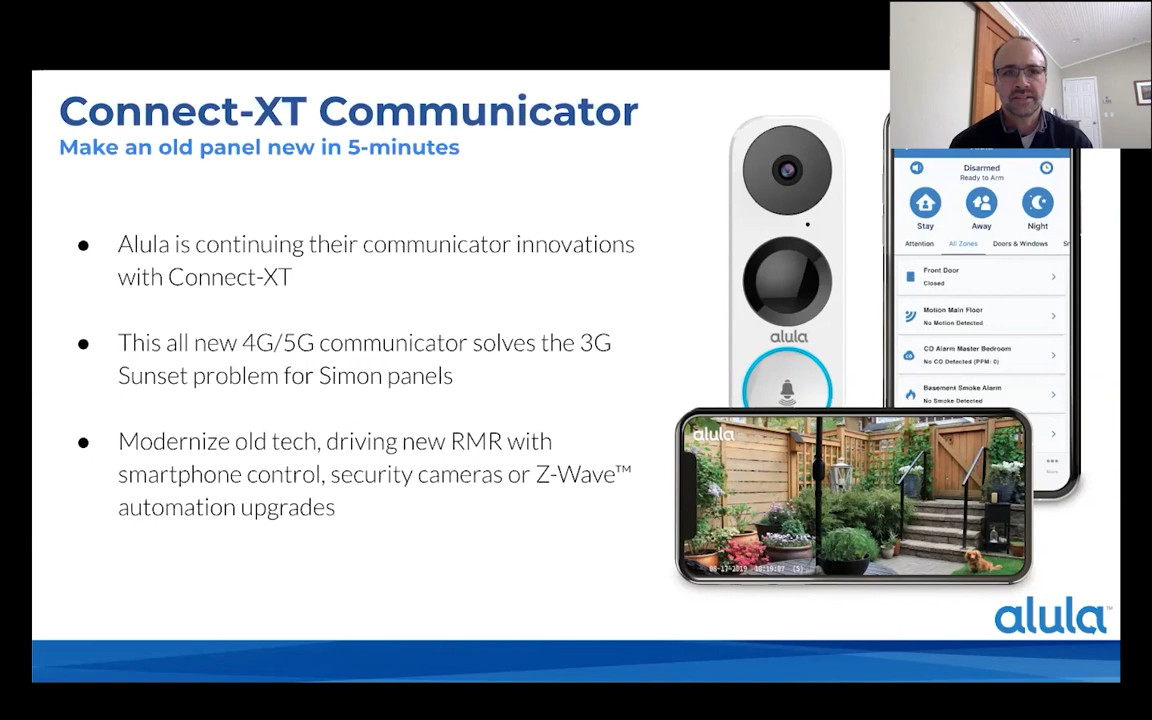 Connect-XT Communicator
Make an old panel new in 5-minutes
● Alula is continuing their communicator innovations
with Connect-XT
● This all new 4G/5G communicator solves the 3G
Sunset problem for Simon panels
● Modernize old tech, driving new RMR with
smartphone control, security cameras or Z-Wave™
automation upgrades
alula
Disarmed
Ready to Arm
Stay Away Night
Attention All Zones Doors & Windows
Front Door
Closed
Motion Main Floor
No Motion Detected
CO Alarm Master Bedroom
No CO Detected (PPM: 0)
Basement Smoke Alarm
No Smoke Detected
More
alula
alula™